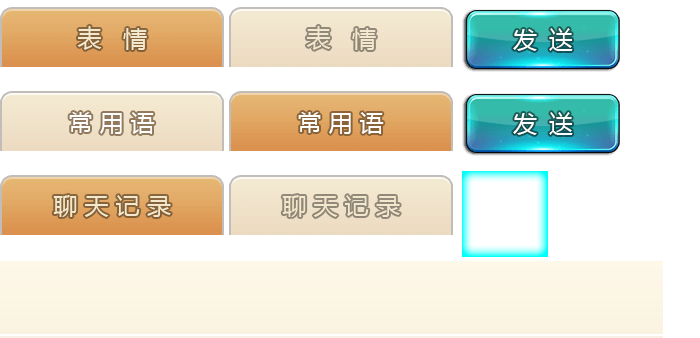 表 情 表 情 发 送
常用语 常用语 发 送
聊天记录 聊天记录